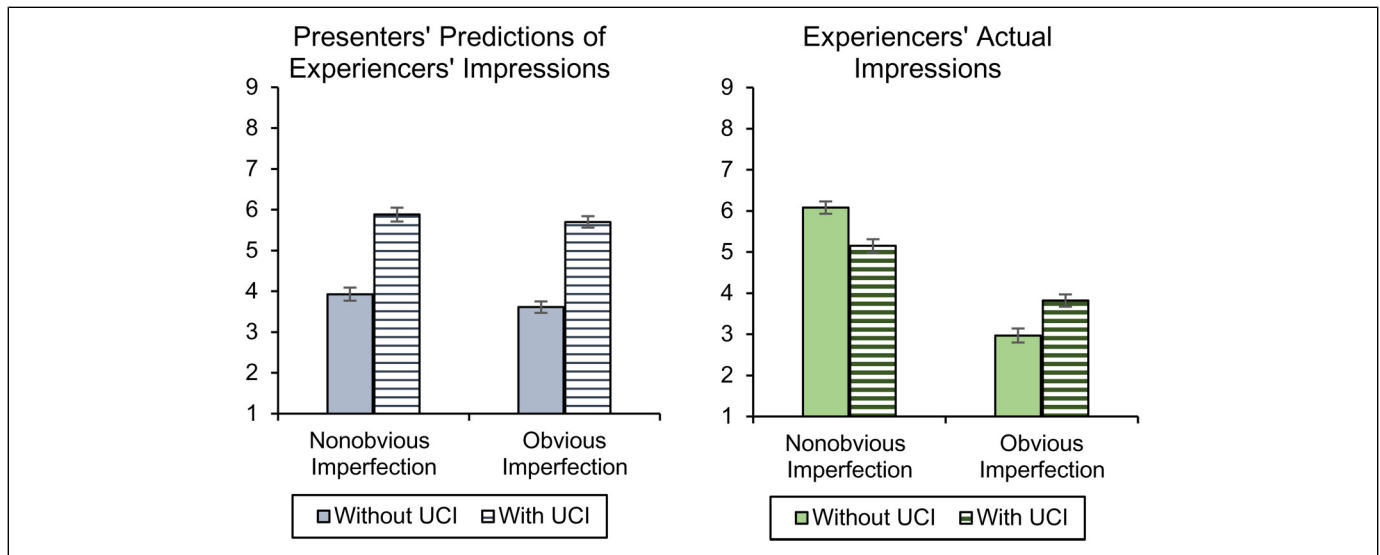 Presenters' Predictions of
Experiencers' Impressions
9
8
7
6
5
4
3
2
1
Nonobvious
Imperfection
Obvious
Imperfection
Without UCI
With UCI
Experiencers' Actual
Impressions
9
8
7
6
5
4
3
2
1
Nonobvious
Imperfection
Obvious
Imperfection
Without UCI
With UCI